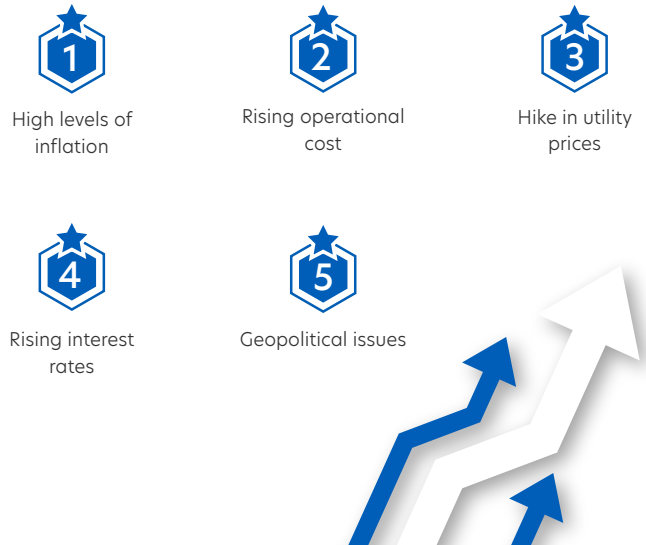 1
High levels of
inflation
2
Rising operational
cost
3
Hike in utility
prices
4
Rising interest
rates
5
Geopolitical issues